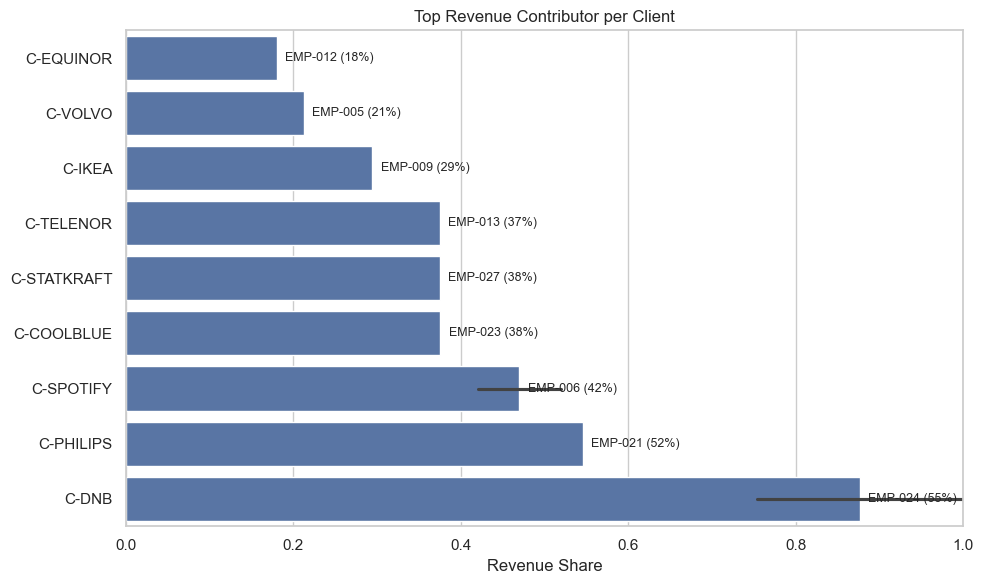 Top Revenue Contributor per Client
C-EQUINOR EMP-012 (18%)
C-VOLVO EMP-005 (21%)
C-IKEA EMP-009 (29%)
C-TELENOR EMP-013 (37%)
C-STATKRAFT EMP-027 (38%)
C-COOLBLUE EMP-023 (38%)
C-SPOTIFY EMP-006 (42%)
C-PHILIPS EMP-021 (52%)
C-DNB EMP-024 (55%)
0.0 0.2 0.4 0.6 0.8 1.0
Revenue Share